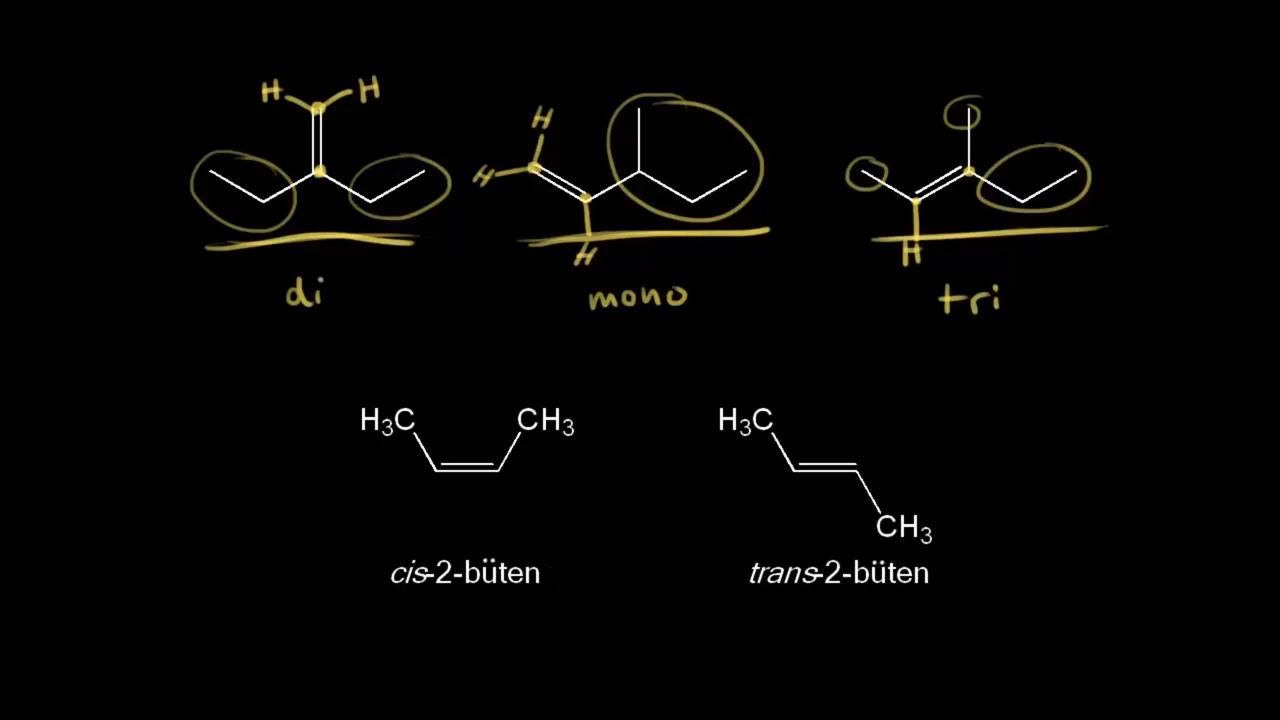 H H
H H
H
H
di mono tri
H₃C CH₃ H₃C
CH₃
cis-2-büten trans-2-büten